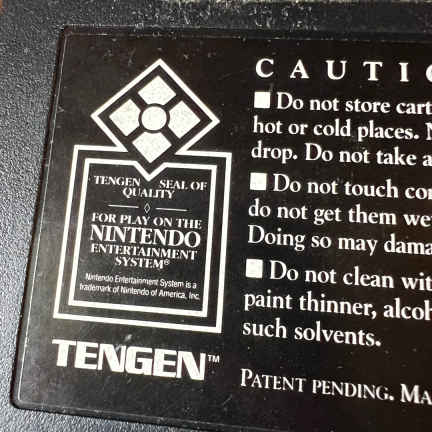 TENGEN SEAL OF
QUALITY
FOR PLAY ON THE
NINTENDO
ENTERTAINMENT
SYSTEM®
Nintendo Entertainment System is a
trademark of Nintendo of America, Inc.
TENGEN™
CAUTIO
Do not store cart
hot or cold places. N
drop. Do not take a
Do not touch con
do not get them we
Doing so may dama
Do not clean wit
paint thinner, alcoh
such solvents.
PATENT PENDING. MA